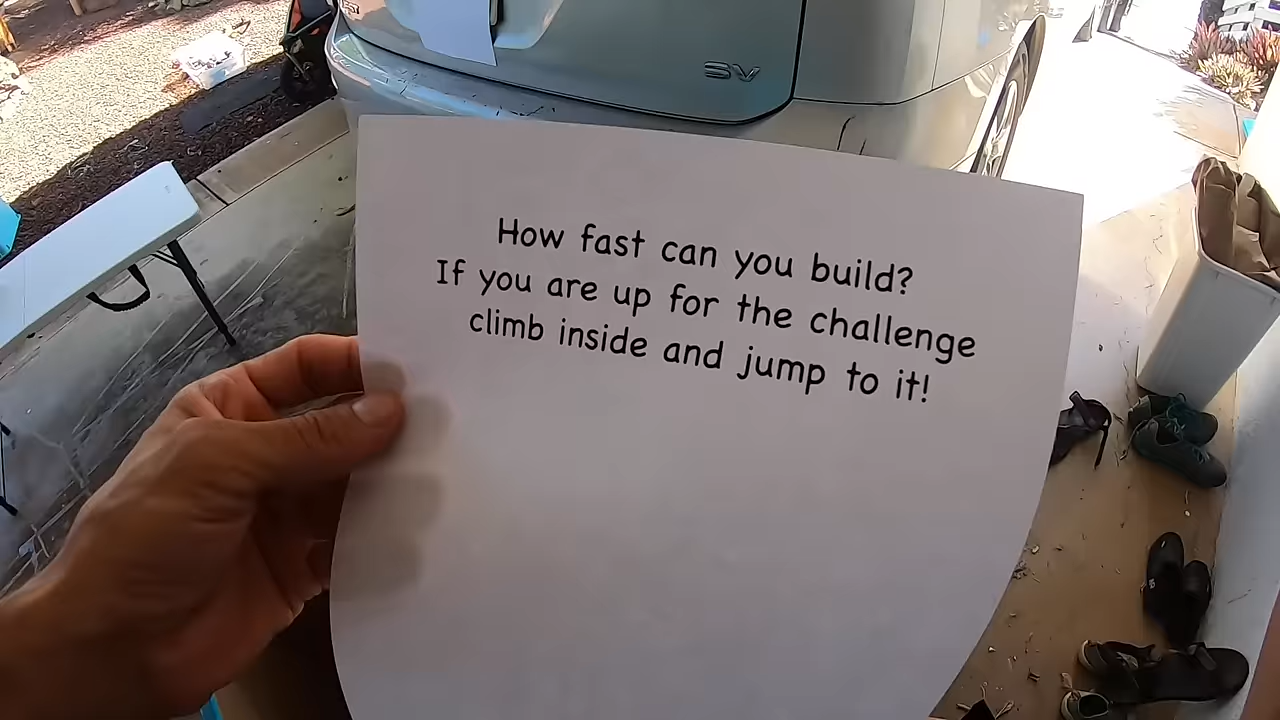 SV
How fast can you build?
If you are up for the challenge
climb inside and jump to it!